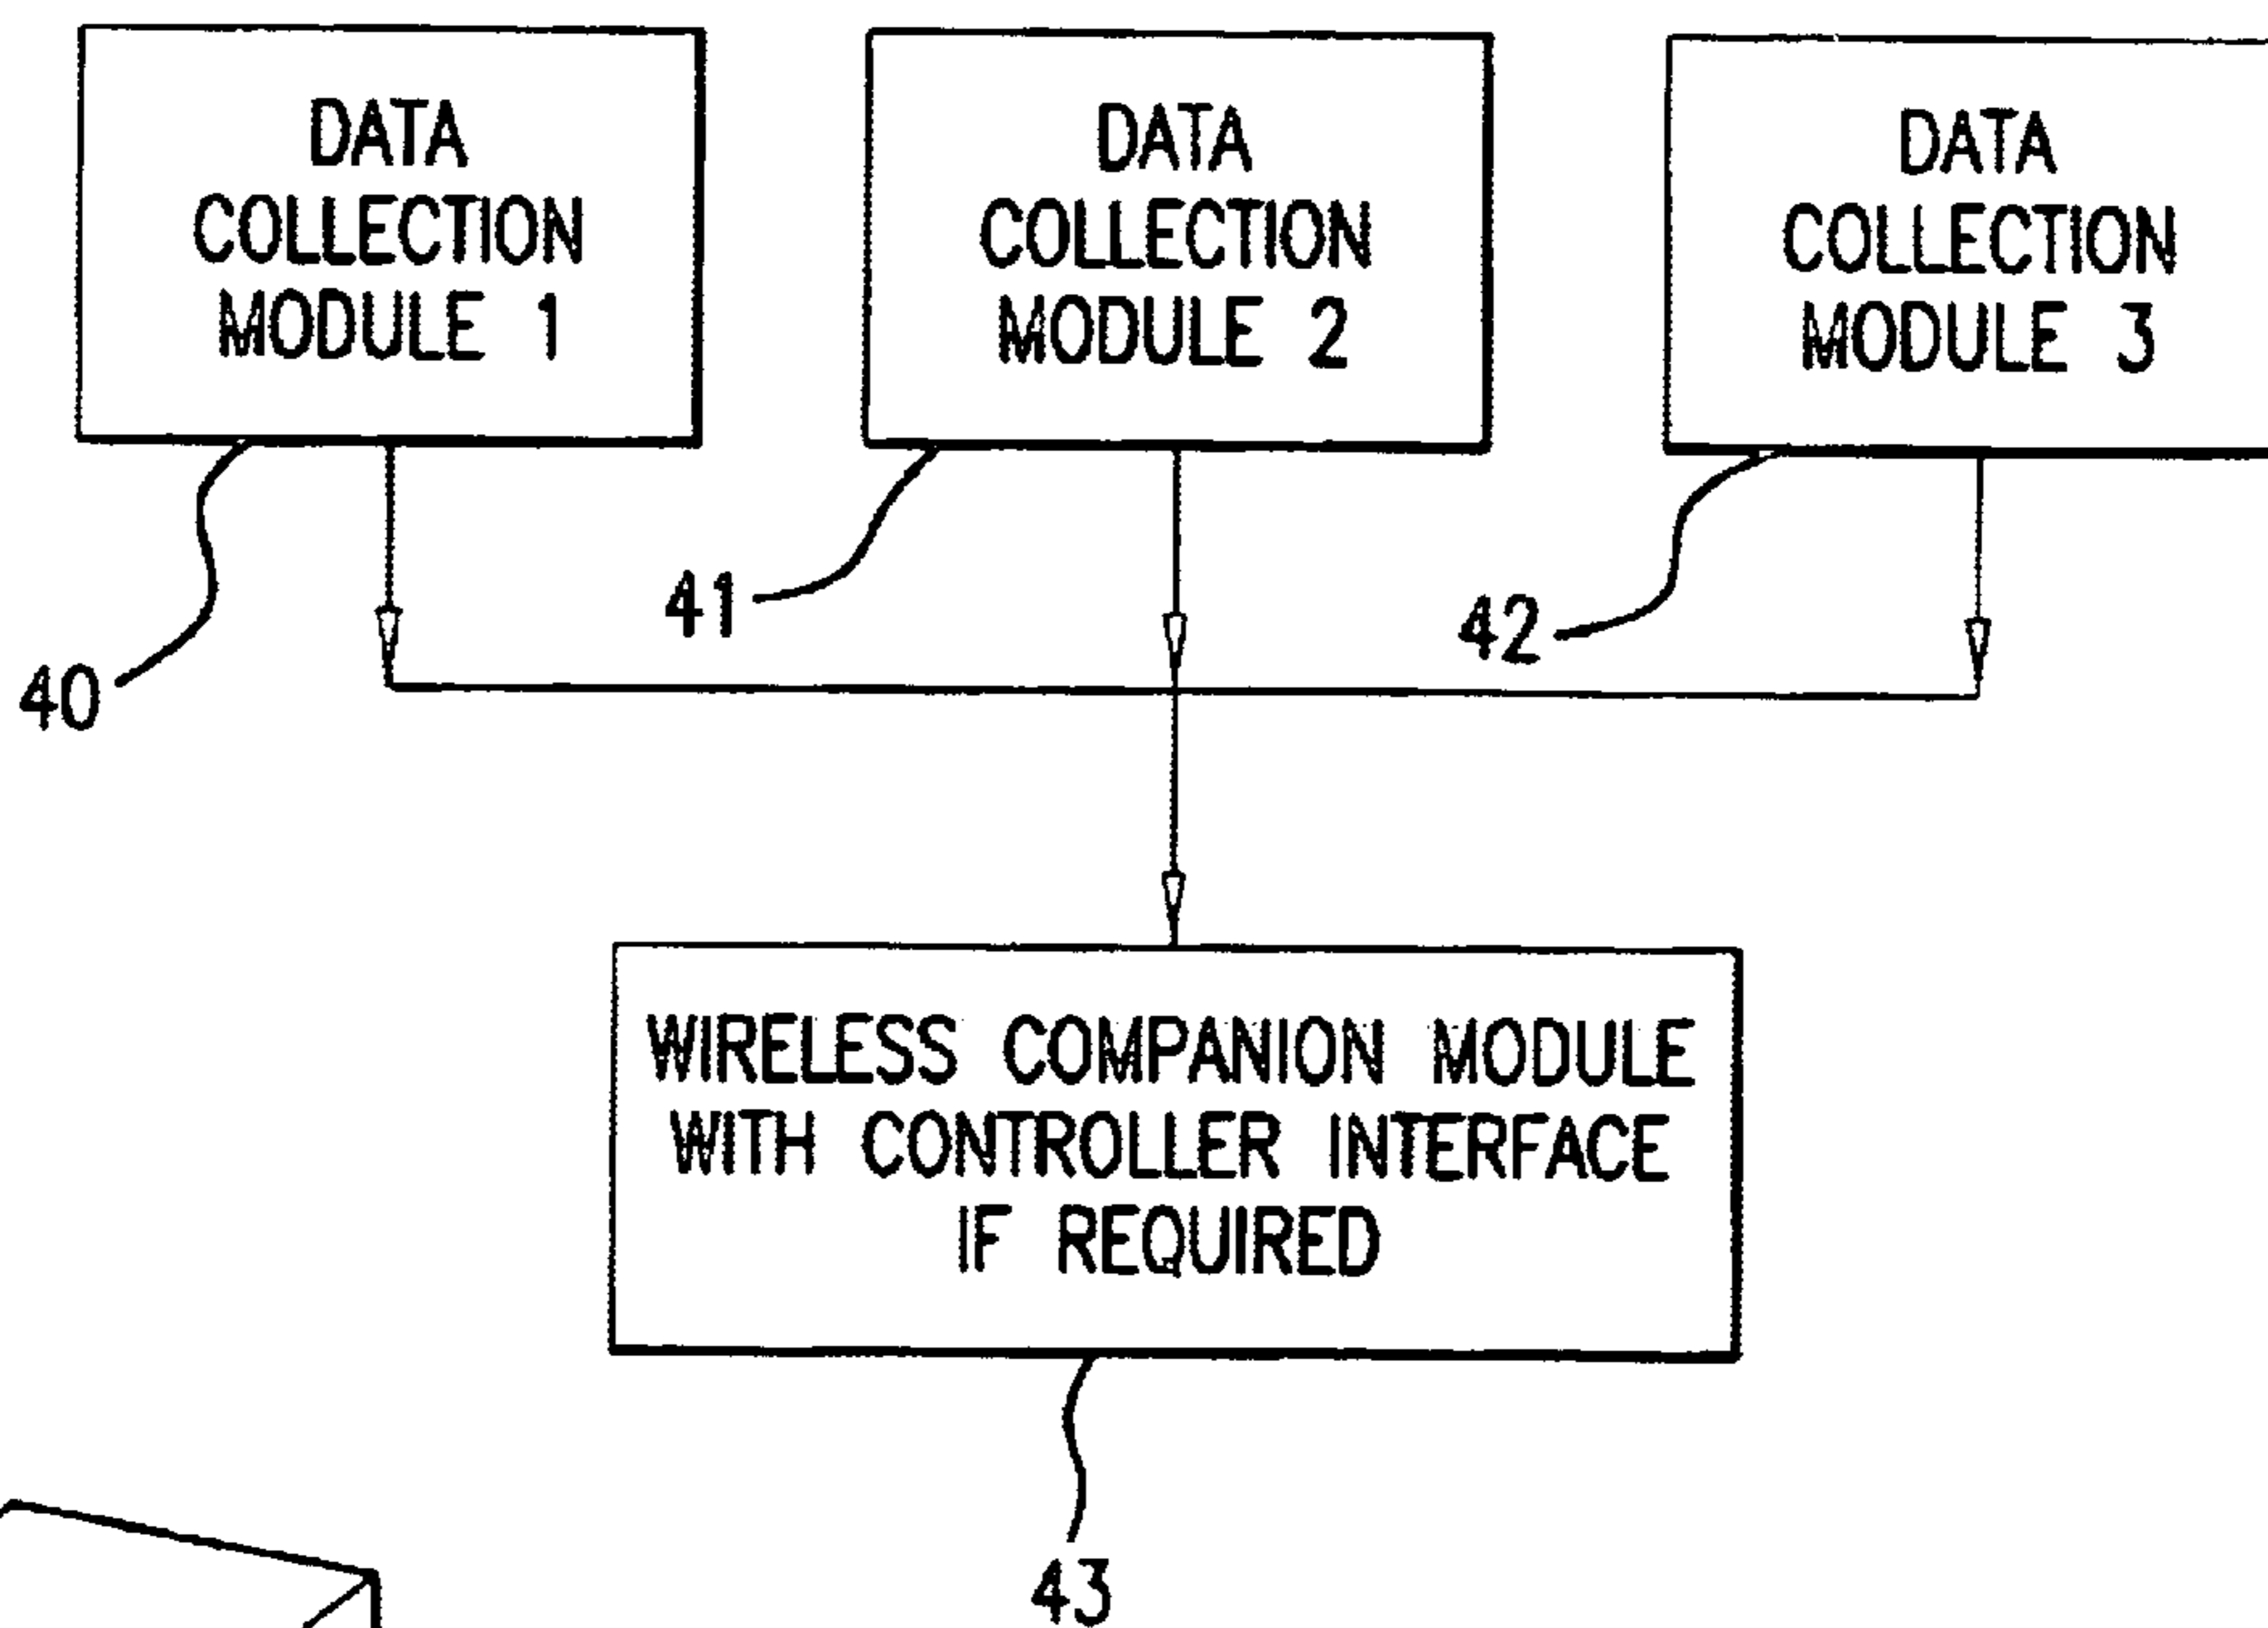 DATA
COLLECTION
MODULE 1
DATA
COLLECTION
MODULE 2
DATA
COLLECTION
MODULE 3
40
41
42
WIRELESS COMPANION MODULE
WITH CONTROLLER INTERFACE
IF REQUIRED
43